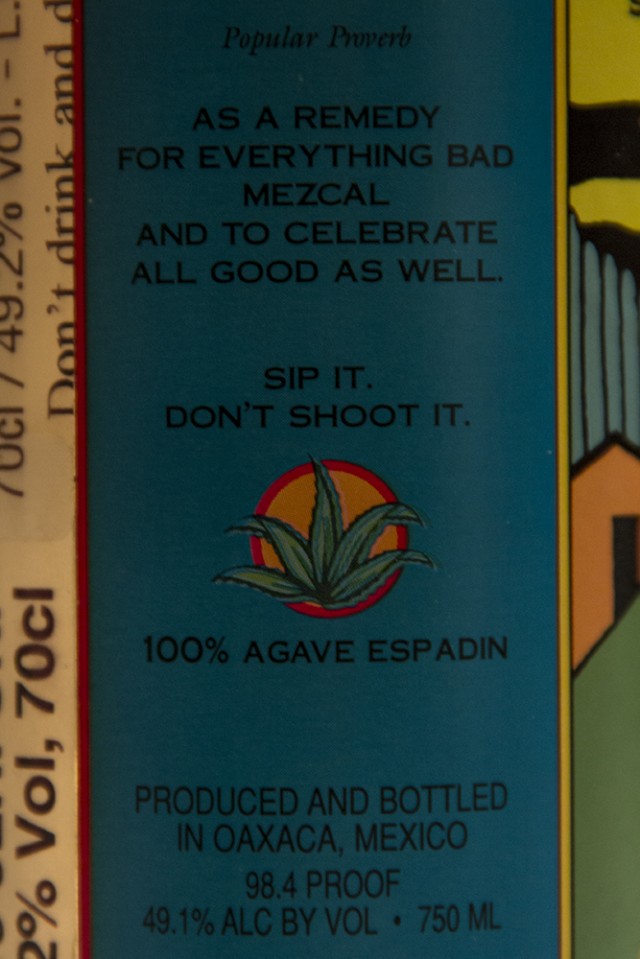 Popular Proverb
AS A REMEDY
FOR EVERYTHING BAD
MEZCAL
AND TO CELEBRATE
ALL GOOD AS WELL.
SIP IT.
DON'T SHOOT IT.
100% AGAVE ESPADIN
PRODUCED AND BOTTLED
IN OAXACA, MEXICO
98.4 PROOF
49.1% ALC BY VOL • 750 ML
70cl / 49.2% Vol. - L.
Don't drink and d
2% Vol, 70cl